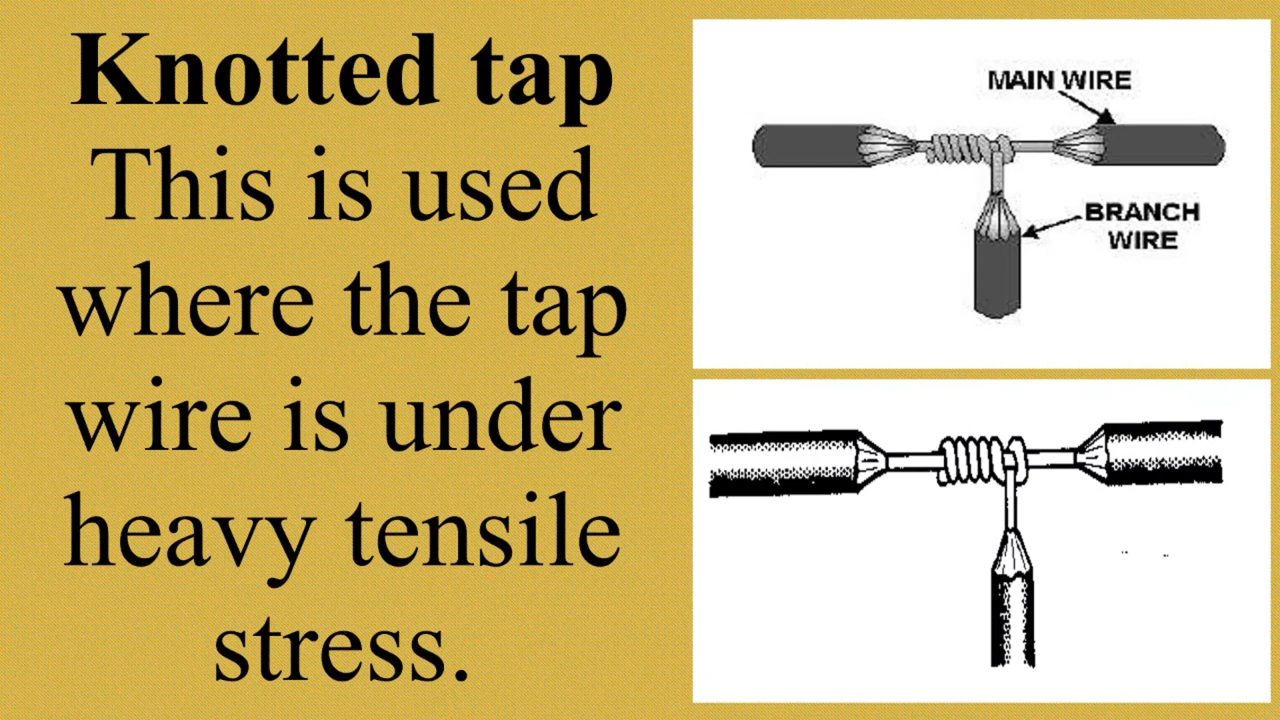 Knotted tap
This is used
where the tap
wire is under
heavy tensile
stress.
MAIN WIRE
BRANCH
WIRE